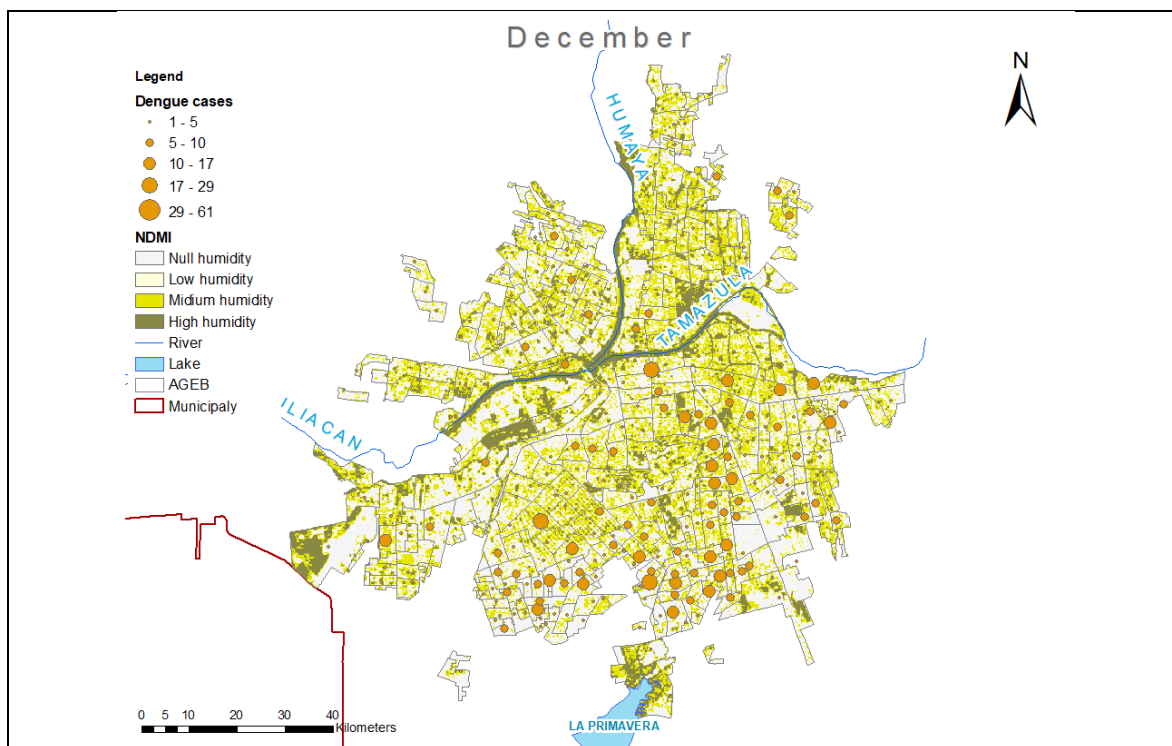 December
N
Legend
Dengue cases
1 - 5
5 - 10
10 - 17
17 - 29
29 - 61
NDMI
Null humidity
Low humidity
Midium humidity
High humidity
River
Lake
AGEB
Municipaly
HUMAYA
TAMAZULA
ILIACAN
0 5 10 20 30 40
Kilometers
LA PRIMAVERA